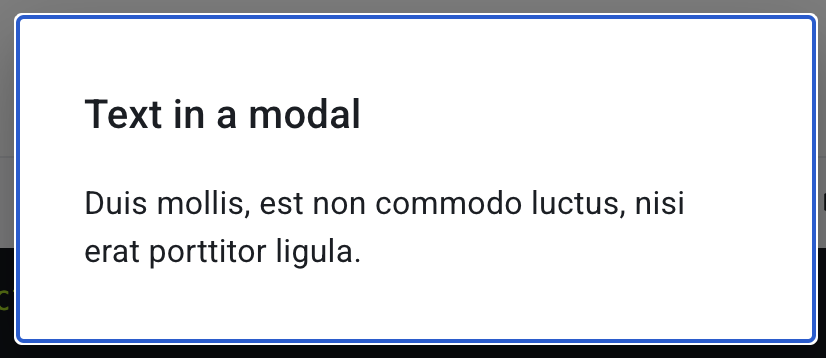 Text in a modal
Duis mollis, est non commodo luctus, nisi
erat porttitor ligula.